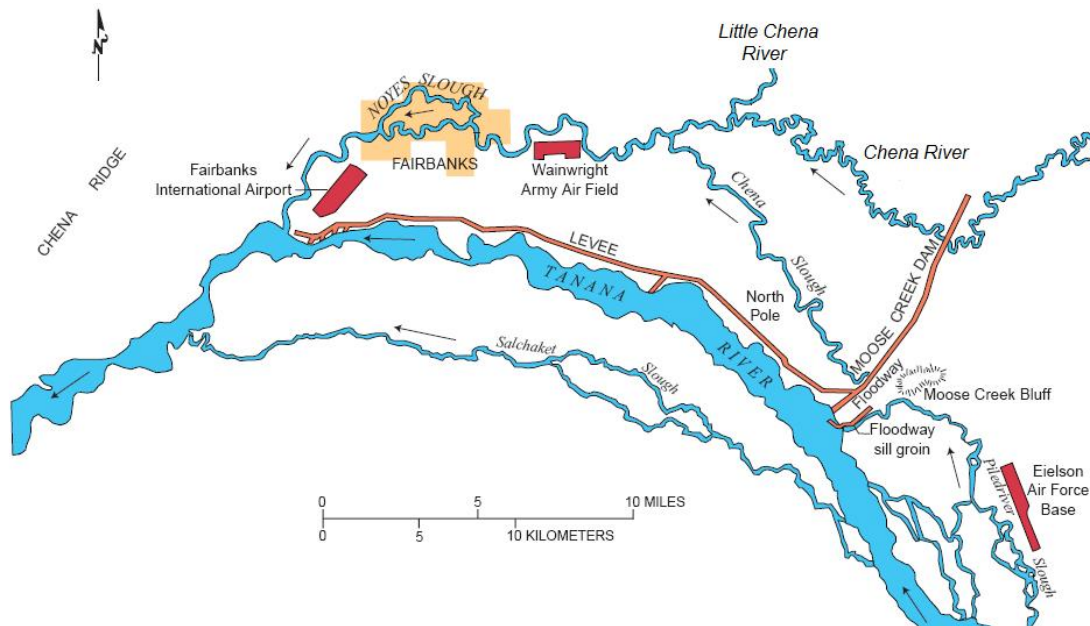 N
Little Chena
River
NOYES SLOUGH
FAIRBANKS
Fairbanks
International Airport
Wainwright
Army Air Field
Chena River
CHENA RIDGE
Chena
Slough
LEVEE
TANANA
RIVER
North
Pole
MOOSE CREEK DAM
Floodway
Moose Creek Bluff
Floodway
sill groin
Salchaket
Slough
Eielson
Air Force
Base
Piledriver
Slough
0 5 10 MILES
0 5 10 KILOMETERS